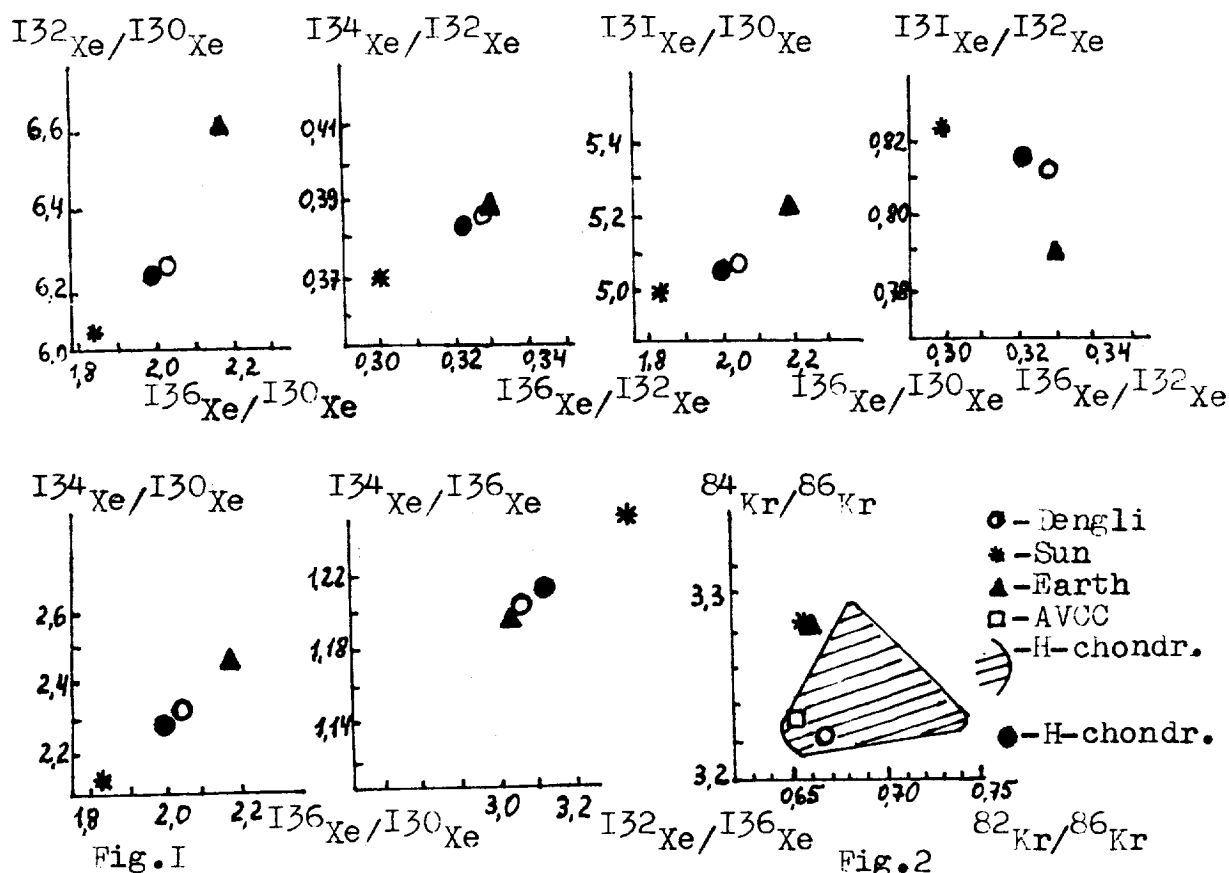 I32Xe/I30Xe
6,6
6,4
6,2
6,0
1,8 2,0 2,2
I36Xe/I30Xe
I34Xe/I32Xe
0,41
0,39
0,37
0,30 0,32 0,34
I36Xe/I32Xe
I3IXe/I30Xe
5,4
5,2
5,0
1,8 2,0 2,2
I36Xe/I30Xe
I3IXe/I32Xe
0,82
0,80
0,78
0,30 0,32 0,34
I36Xe/I32Xe
I34Xe/I30Xe
2,6
2,4
2,2
1,8 2,0 2,2
I36Xe/I30Xe
Fig.I
I34Xe/I36Xe
1,22
1,18
1,14
3,0 3,2
I32Xe/I36Xe
84Kr/86Kr
3,3
3,2
0,65 0,70 0,75
82Kr/86Kr
Fig.2
-Dengli
-Sun
-Earth
-AVCC
-H-chondr.
-H-chondr.